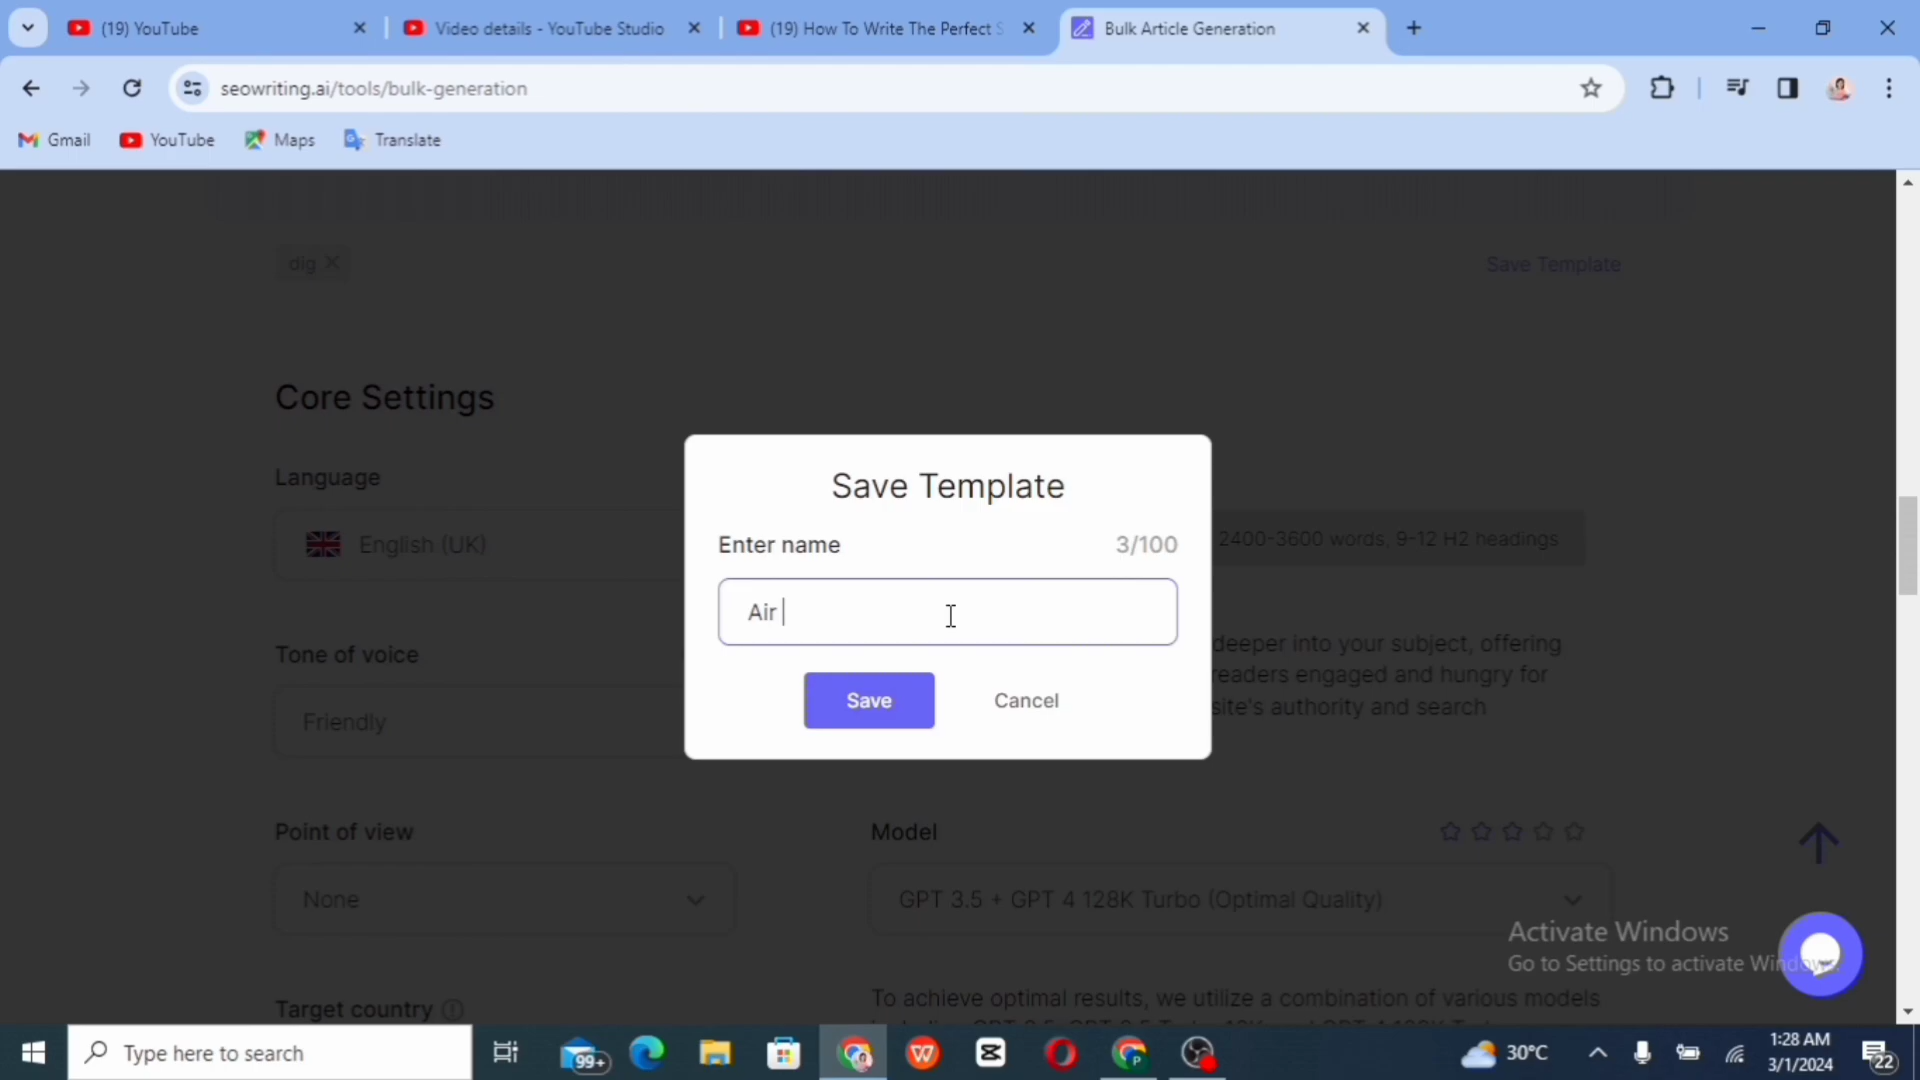 (19) YouTube
Video details - YouTube Studio
(19) How To Write The Perfect S
Bulk Article Generation
seowriting.ai/tools/bulk-generation
Gmail
YouTube
Maps
Translate
dig
Save Template
Core Settings
Language
English (UK)
2400-3600 words, 9-12 H2 headings
Save Template
Enter name
3/100
Air
Save
Cancel
Tone of voice
Friendly
deeper into your subject, offering
readers engaged and hungry for
site's authority and search
Point of view
Model
None
GPT 3.5 + GPT 4 128K Turbo (Optimal Quality)
Activate Windows
Go to Settings to activate Windows.
Target country
To achieve optimal results, we utilize a combination of various models
Type here to search
99+
W
P
30°C
1:28 AM
3/1/2024
22